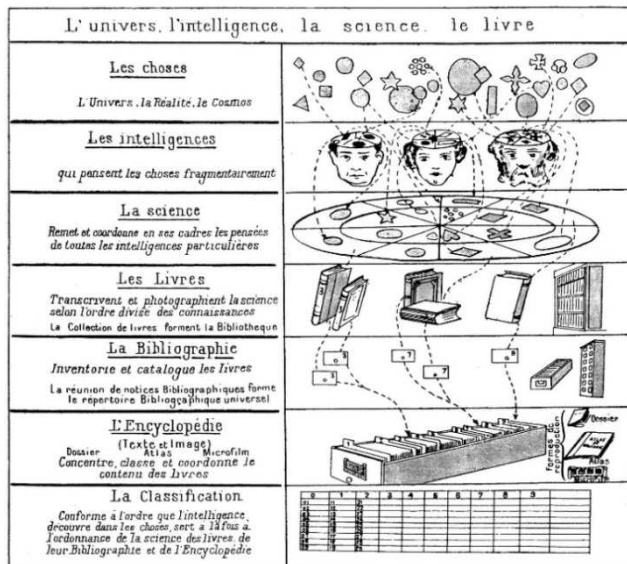 L'univers, l'intelligence, la science, le livre
Les choses
L'Univers, la Réalité, le Cosmos
Les intelligences
qui pensent les choses fragmentairement
La science
Remet et coordonne en ses cadres les pensées
de toutes les intelligences particulières
Les Livres
Transcrivent et photographient la science
selon l'ordre divisé des connaissances
La Collection de livres forment la Bibliotheque
La Bibliographie
Inventorie et catalogue les livres
La réunion de notices Bibliographiques forme
le répertoire Bibliogçaphique universel
L'Encyclopédie
(Texte et Image)
Dossier Atlas Microfilm
Concentre, classe et coordonne le
contenu des Livres
formes de
reproduction
Dossier
Atlas
La Classification
Conforme à l'ordre que l'intelligence
découvre dans les choses, sert à la fois à
l'ordonnance de la science des livres, de
leur Bibliographie et de l'Encyclopédie
0 1 2 3 4 5 6 7 8 9